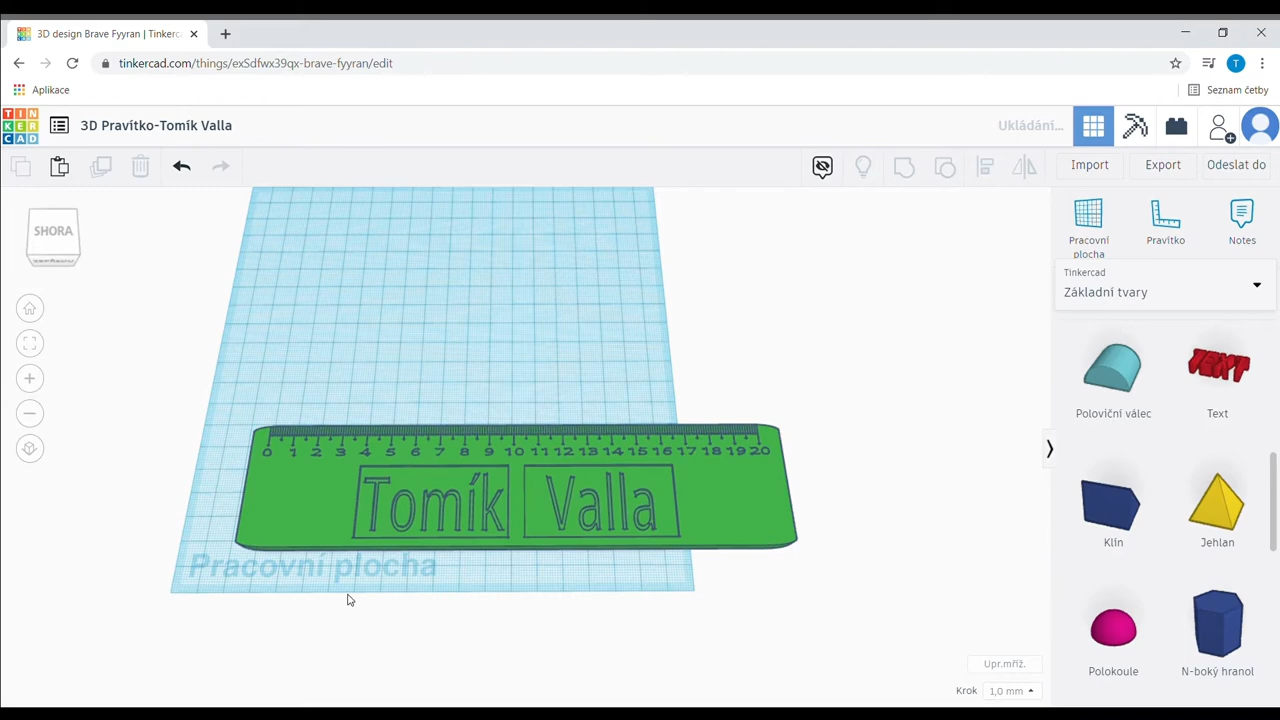 3D design Brave Fyyran | Tinkerc
tinkercad.com/things/exSdfwx39qx-brave-fyyran/edit
T
Aplikace
Seznam četby
TIN
KER
CAD
3D Pravítko-Tomík Valla
Ukládání...
Import
Export
Odeslat do
SHORA
Pracovní plocha
Pravítko
Notes
Tinkercad
Základní tvary
TEXT
Poloviční válec
Text
0 1 2 3 4 5 6 7 8 9 10 11 12 13 14 15 16 17 18 19 20
Tomík Valla
Pracovní plocha
Klín
Jehlan
Polokoule
N-boký hranol
Upr.mříž.
Krok 1,0 mm